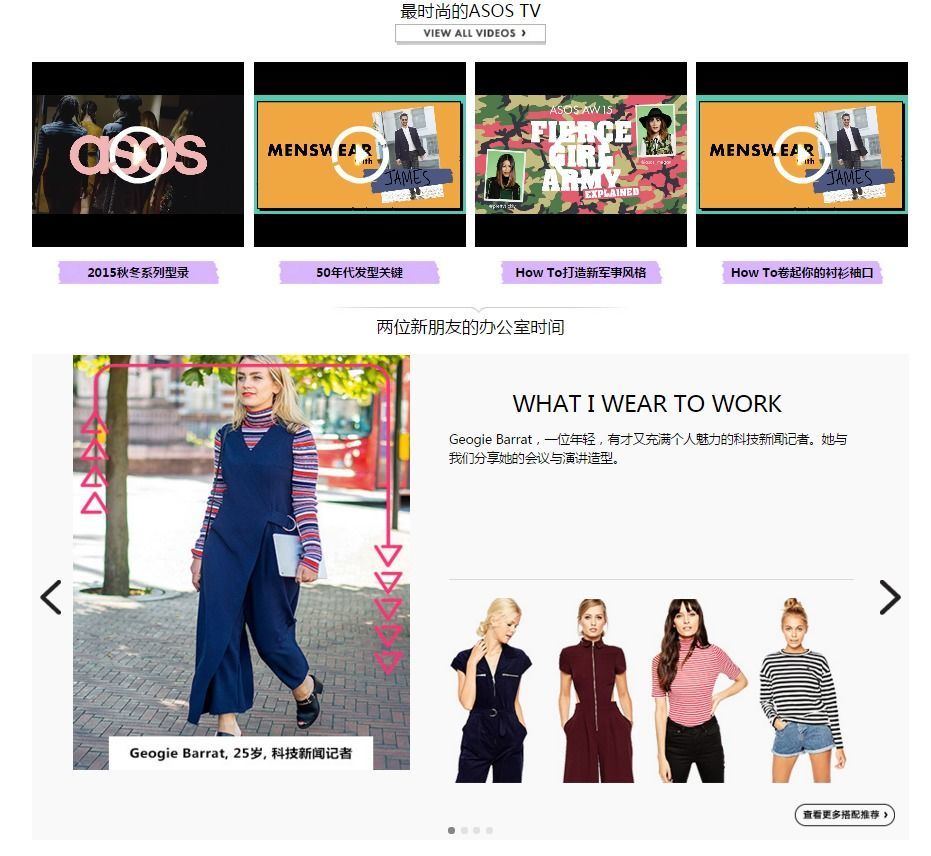 最时尚的ASOS TV
VIEW ALL VIDEOS ›
asos
MENSWEAR
with
JAMES
ASOS AW15
FIERCE
GIRL
ARMY
EXPLAINED
MENSWEAR
with
JAMES
2015秋冬系列型录
50年代发型关键
How To打造新军事风格
How To卷起你的衬衫袖口
两位新朋友的办公室时间
WHAT I WEAR TO WORK
Geogie Barrat，一位年轻，有才又充满个人魅力的科技新闻记者。她与
我们分享她的会议与演讲造型。
Geogie Barrat, 25岁, 科技新闻记者
查看更多搭配推荐 ›